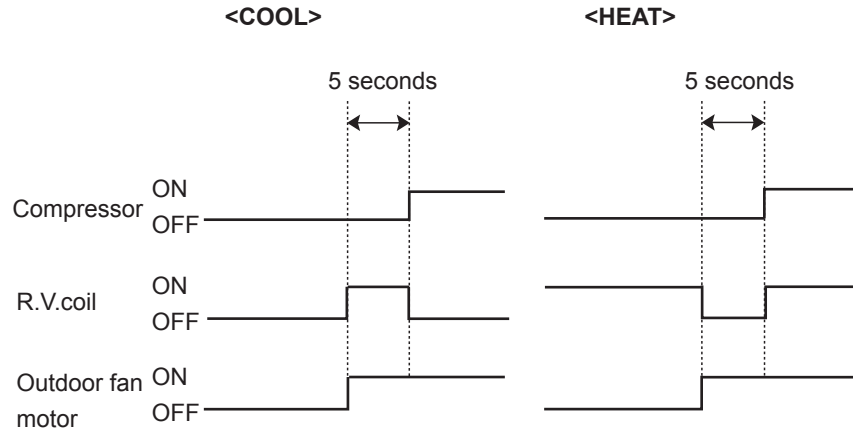 <COOL> <HEAT>
5 seconds 5 seconds
Compressor ON
OFF
R.V.coil ON
OFF
Outdoor fan motor ON
OFF